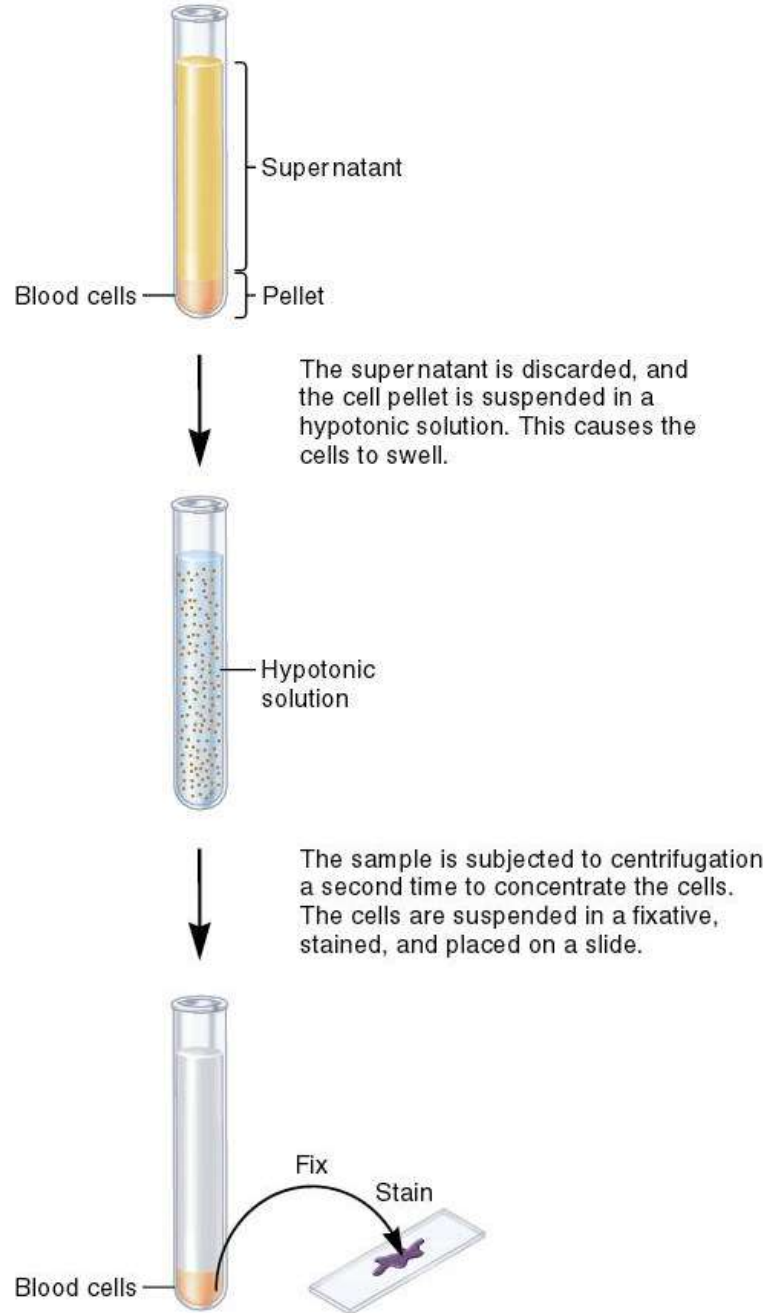 Supernatant
Blood cells
Pellet
The supernatant is discarded, and
the cell pellet is suspended in a
hypotonic solution. This causes the
cells to swell.
Hypotonic
solution
The sample is subjected to centrifugation
a second time to concentrate the cells.
The cells are suspended in a fixative,
stained, and placed on a slide.
Fix
Stain
Blood cells